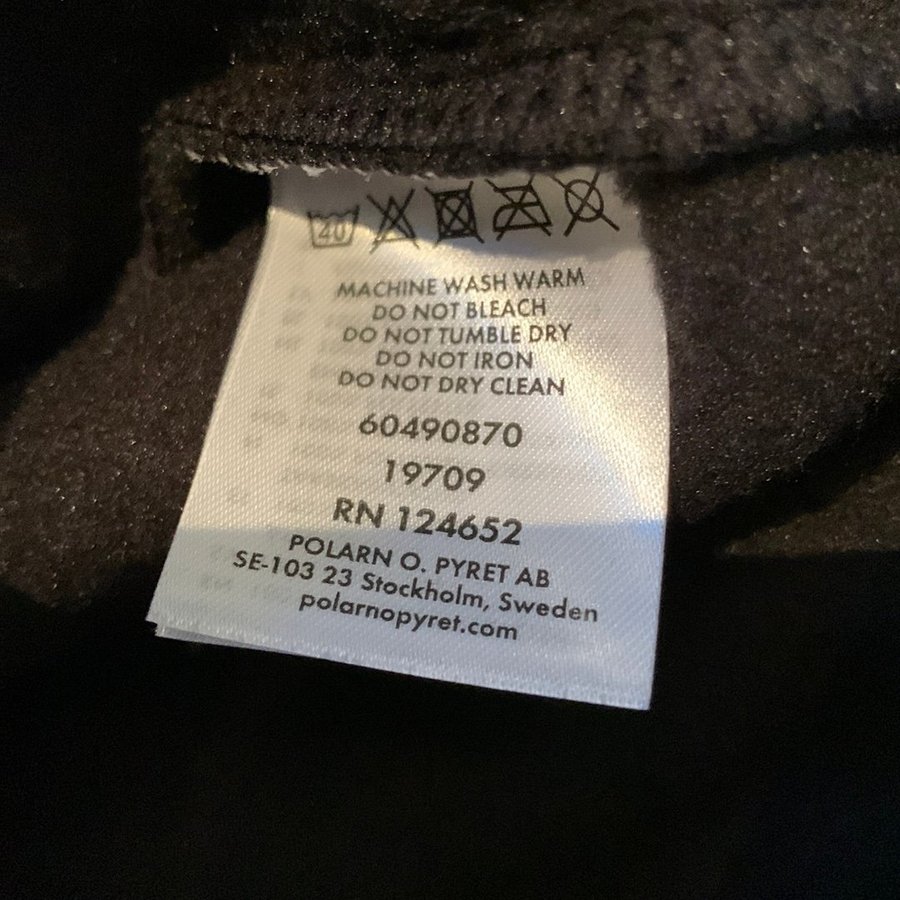 40
MACHINE WASH WARM
DO NOT BLEACH
DO NOT TUMBLE DRY
DO NOT IRON
DO NOT DRY CLEAN
60490870
19709
RN 124652
POLARN O. PYRET AB
SE-103 23 Stockholm, Sweden
polarnopyret.com